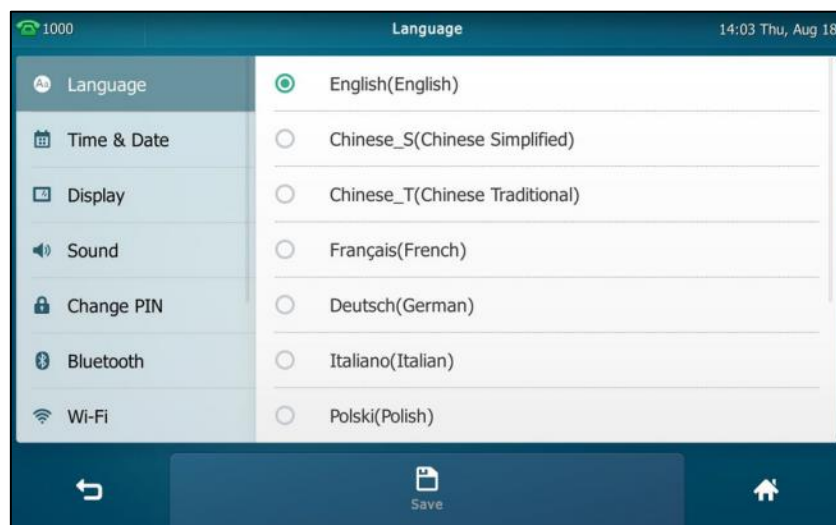 1000
Language
14:03 Thu, Aug 18
Language
Time & Date
Display
Sound
Change PIN
Bluetooth
Wi-Fi
English(English)
Chinese_S(Chinese Simplified)
Chinese_T(Chinese Traditional)
Français(French)
Deutsch(German)
Italiano(Italian)
Polski(Polish)
Save